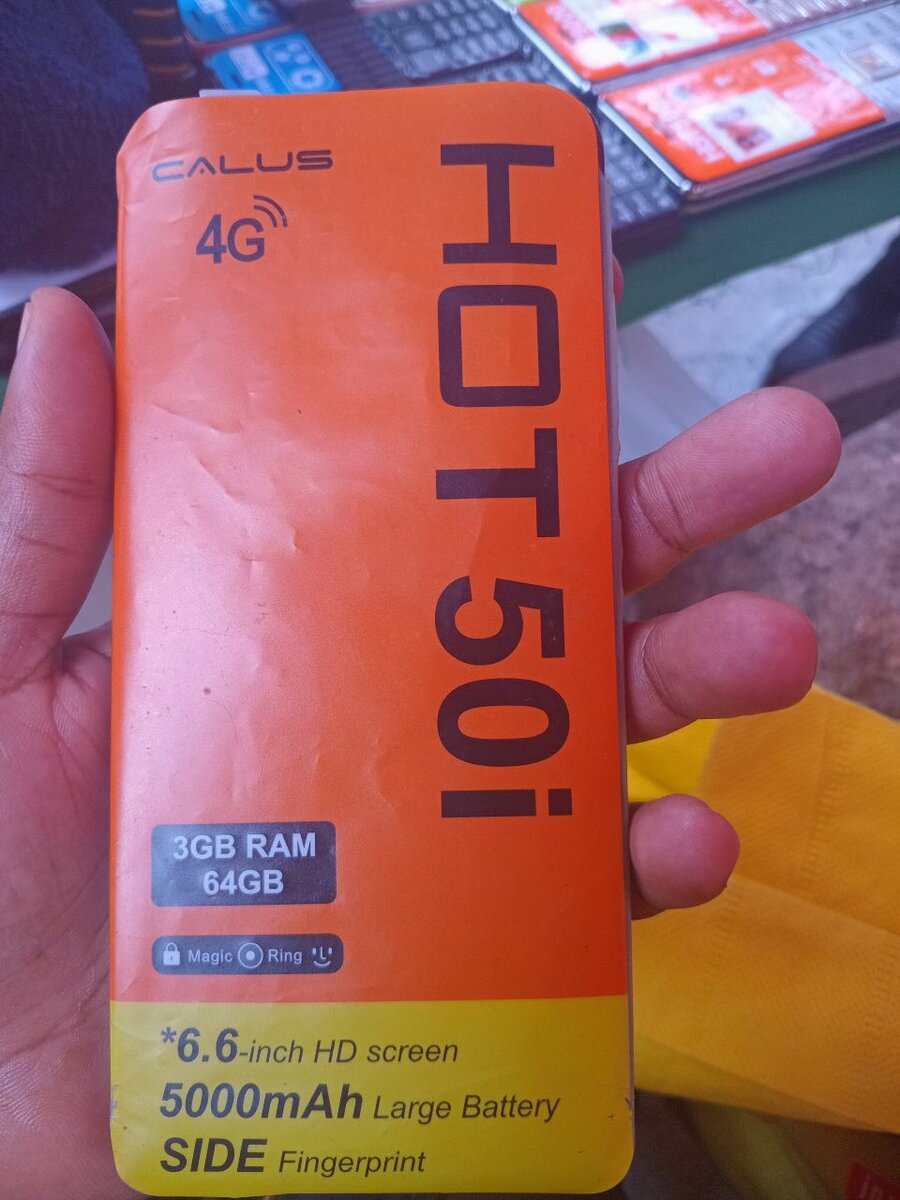 CALUS
4G
HOT 50i
3GB RAM
64GB
Magic Ring
*6.6-inch HD screen
5000mAh Large Battery
SIDE Fingerprint